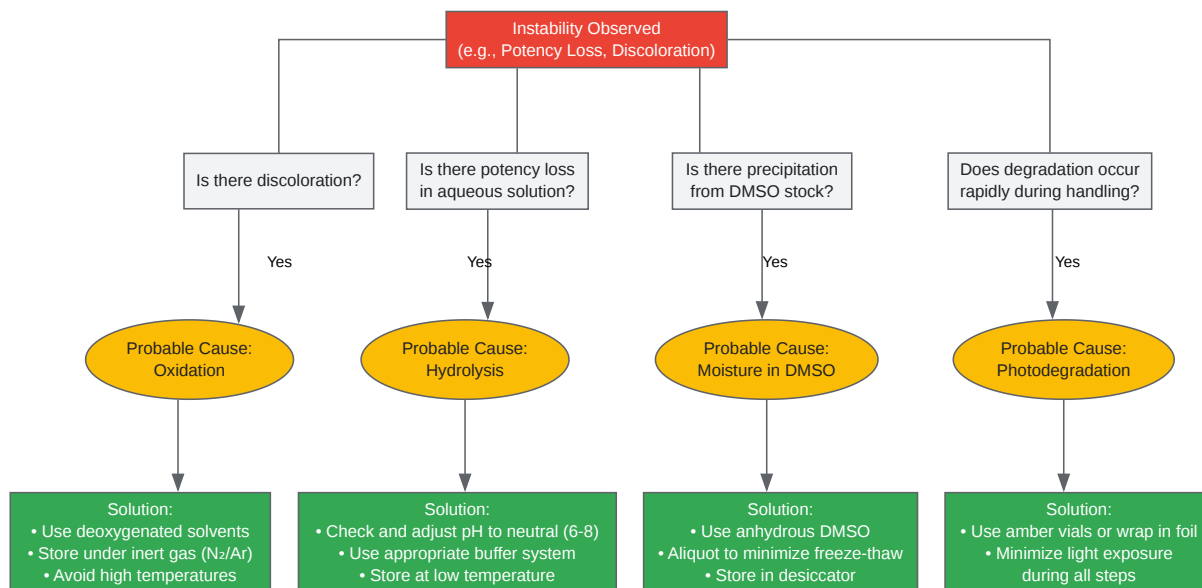 Instability Observed
(e.g., Potency Loss, Discoloration)
Is there discoloration?
Is there potency loss
in aqueous solution?
Is there precipitation
from DMSO stock?
Does degradation occur
rapidly during handling?
Yes
Yes
Yes
Yes
Probable Cause:
Oxidation
Probable Cause:
Hydrolysis
Probable Cause:
Moisture in DMSO
Probable Cause:
Photodegradation
Solution:
• Use deoxygenated solvents
• Store under inert gas (N₂/Ar)
• Avoid high temperatures
Solution:
• Check and adjust pH to neutral (6-8)
• Use appropriate buffer system
• Store at low temperature
Solution:
• Use anhydrous DMSO
• Aliquot to minimize freeze-thaw
• Store in desiccator
Solution:
• Use amber vials or wrap in foil
• Minimize light exposure
during all steps